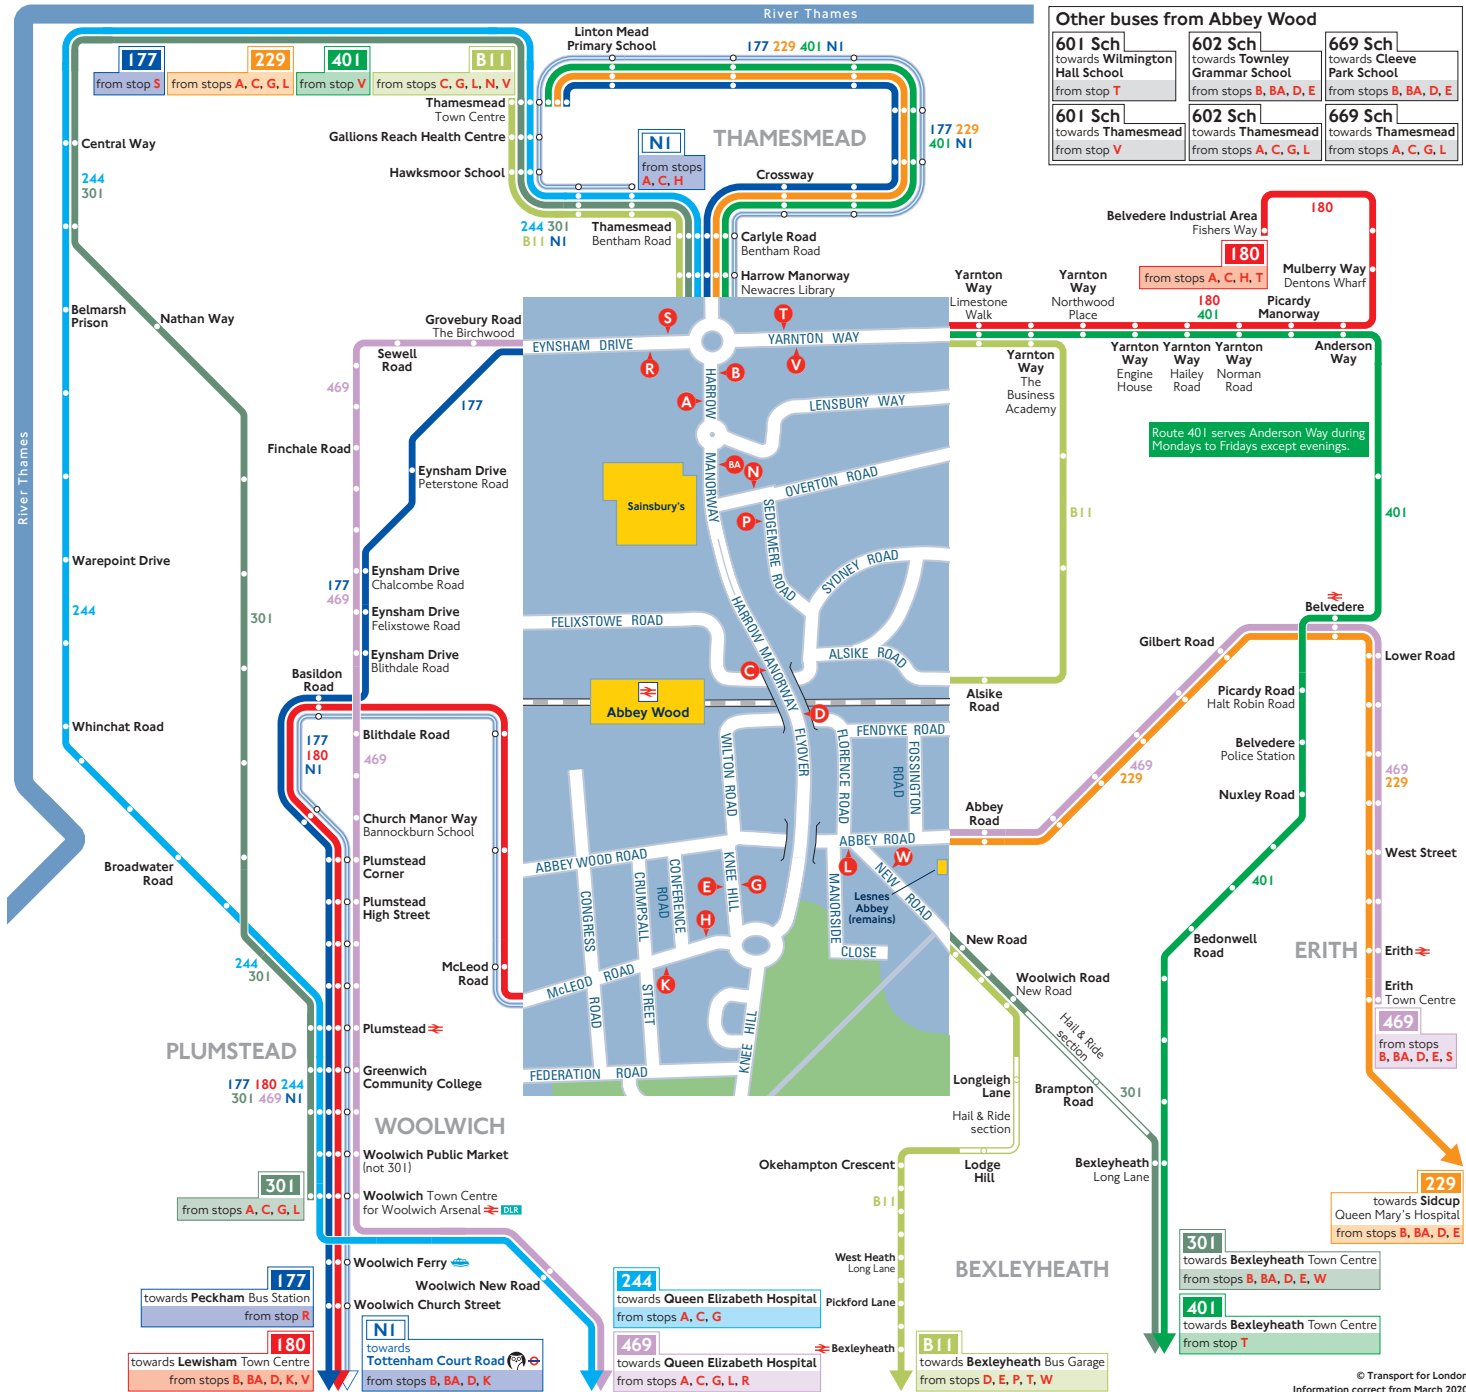 River Thames
Other buses from Abbey Wood
601 Sch
towards Wilmington
Hall School
from stop T
602 Sch
towards Townley
Grammar School
from stops B, BA, D, E
669 Sch
towards Cleeve
Park School
from stops B, BA, D, E
601 Sch
towards Thamesmead
from stop V
602 Sch
towards Thamesmead
from stops A, C, G, L
669 Sch
towards Thamesmead
from stops A, C, G, L
177
from stop S
229
from stops A, C, G, L
401
from stop V
B11
from stops C, G, L, N, V
Linton Mead
Primary School
177 229 401 N1
Thamesmead
Town Centre
Gallions Reach Health Centre
Hawksmoor School
N1
from stops
A, C, H
THAMESMEAD
177 229
401 N1
Crossway
Central Way
244
301
244 301
B11 N1
Thamesmead
Bentham Road
Carlyle Road
Bentham Road
Harrow Manorway
Newacres Library
Belvedere Industrial Area
Fishers Way
180
180
from stops A, C, H, T
180
401
Mulberry Way
Dentons Wharf
Picardy
Manorway
Yarnton
Way
Limestone
Walk
Yarnton
Way
Northwood
Place
Belmarsh
Prison
Nathan Way
Grovebury Road
The Birchwood
Sewell
Road
469
177
Finchale Road
Eynsham Drive
Peterstone Road
Yarnton
Way
The
Business
Academy
Yarnton
Way
Engine
House
Yarnton
Way
Hailey
Road
Yarnton
Way
Norman
Road
Anderson
Way
Route 401 serves Anderson Way during
Mondays to Fridays except evenings.
River Thames
B11
401
Warepoint Drive
244
301
177
469
Eynsham Drive
Chalcombe Road
Eynsham Drive
Felixstowe Road
Eynsham Drive
Blithdale Road
Basildon
Road
177
180
N1
Blithdale Road
469
Whinchat Road
Church Manor Way
Bannockburn School
Plumstead
Corner
Plumstead
High Street
Broadwater
Road
244
301
McLeod
Road
Plumstead
PLUMSTEAD
177 180 244
301 469 N1
Greenwich
Community College
WOOLWICH
Woolwich Public Market
(not 301)
301
from stops A, C, G, L
Woolwich Town Centre
for Woolwich Arsenal DLR
Woolwich Ferry
Woolwich New Road
Woolwich Church Street
177
towards Peckham Bus Station
from stop R
180
towards Lewisham Town Centre
from stops B, BA, D, K, V
N1
towards
Tottenham Court Road
from stops B, BA, D, K
244
towards Queen Elizabeth Hospital
from stops A, C, G
469
towards Queen Elizabeth Hospital
from stops A, C, G, L, R
EYNSHAM DRIVE
YARNTON WAY
S
T
R
V
B
A
HARROW
MANORWAY
LENSBURY WAY
BA
N
OVERTON ROAD
Sainsbury's
P
SEDGEMERE ROAD
SYDNEY ROAD
FELIXSTOWE ROAD
HARROW MANORWAY
ALSIKE ROAD
C
Abbey Wood
D
FLYOVER
WILTON ROAD
FLORENCE ROAD
FENDYKE ROAD
FOSSINGTON
ROAD
ABBEY WOOD ROAD
ABBEY ROAD
CONFERENCE
ROAD
KNEE HILL
E
G
H
L
W
NEW ROAD
MANORSIDE
CLOSE
Lesnes
Abbey
(remains)
CONGRESS
ROAD
CRUMPSALL
STREET
McLEOD ROAD
K
KNEE HILL
FEDERATION ROAD
Alsike
Road
Abbey
Road
469
229
Gilbert Road
Belvedere
Lower Road
Picardy Road
Halt Robin Road
Belvedere
Police Station
Nuxley Road
469
229
West Street
401
Bedonwell
Road
ERITH
Erith
Erith
Town Centre
469
from stops
B, BA, D, E, S
New Road
Woolwich Road
New Road
Hail & Ride
section
Longleigh
Lane
Hail & Ride
section
Brampton
Road
301
Okehampton Crescent
Lodge
Hill
Bexleyheath
Long Lane
B11
West Heath
Long Lane
Pickford Lane
Bexleyheath
BEXLEYHEATH
B11
towards Bexleyheath Bus Garage
from stops D, E, P, T, W
229
towards Sidcup
Queen Mary's Hospital
from stops B, BA, D, E
301
towards Bexleyheath Town Centre
from stops B, BA, D, E, W
401
towards Bexleyheath Town Centre
from stop T
© Transport for London
Information correct from March 2020